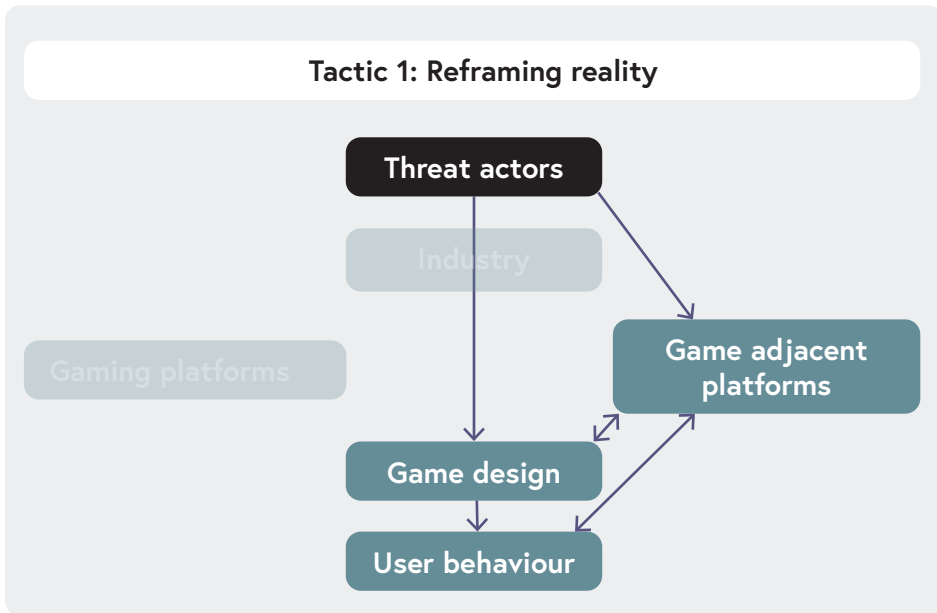 Tactic 1: Reframing reality
Threat actors
Industry
Gaming platforms
Game adjacent
platforms
Game design
User behaviour